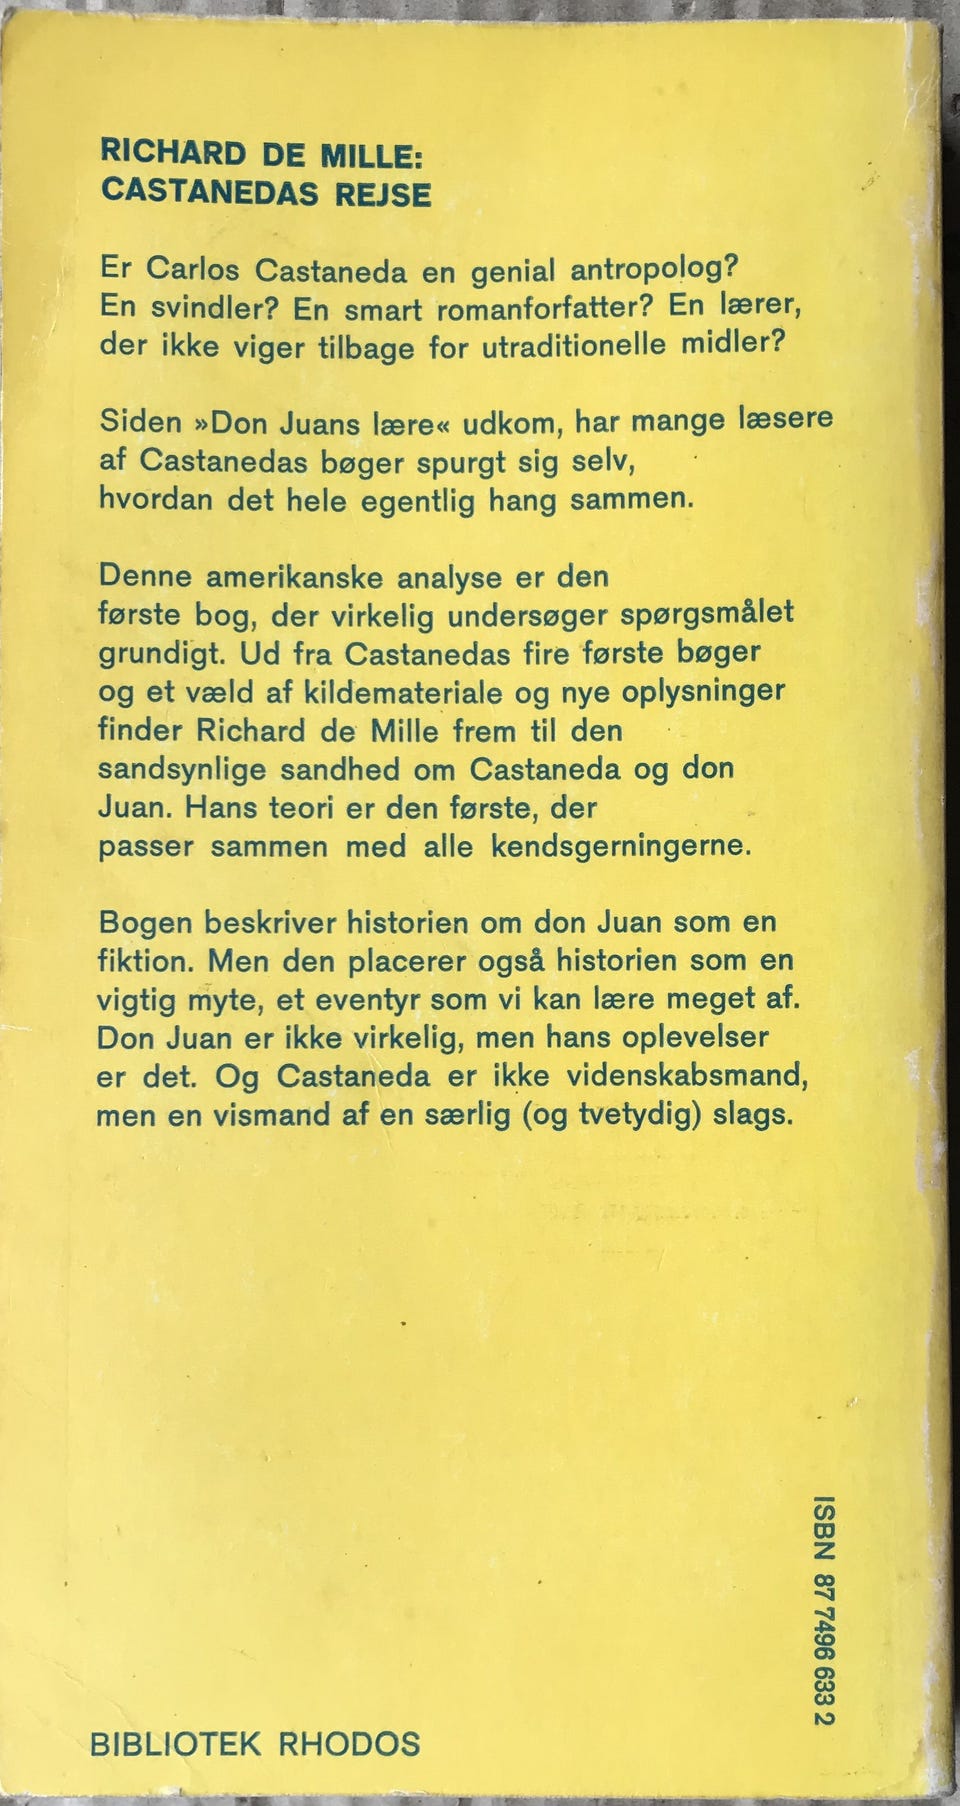 RICHARD DE MILLE:
CASTANEDAS REJSE
Er Carlos Castaneda en genial antropolog?
En svindler? En smart romanforfatter? En lærer,
der ikke viger tilbage for utraditionelle midler?
Siden »Don Juans lære« udkom, har mange læsere
af Castanedas bøger spurgt sig selv,
hvordan det hele egentlig hang sammen.
Denne amerikanske analyse er den
første bog, der virkelig undersøger spørgsmålet
grundigt. Ud fra Castanedas fire første bøger
og et væld af kildemateriale og nye oplysninger
finder Richard de Mille frem til den
sandsynlige sandhed om Castaneda og don
Juan. Hans teori er den første, der
passer sammen med alle kendsgerningerne.
Bogen beskriver historien om don Juan som en
fiktion. Men den placerer også historien som en
vigtig myte, et eventyr som vi kan lære meget af.
Don Juan er ikke virkelig, men hans oplevelser
er det. Og Castaneda er ikke videnskabsmand,
men en vismand af en særlig (og tvetydig) slags.
ISBN 87 7496 633 2
BIBLIOTEK RHODOS